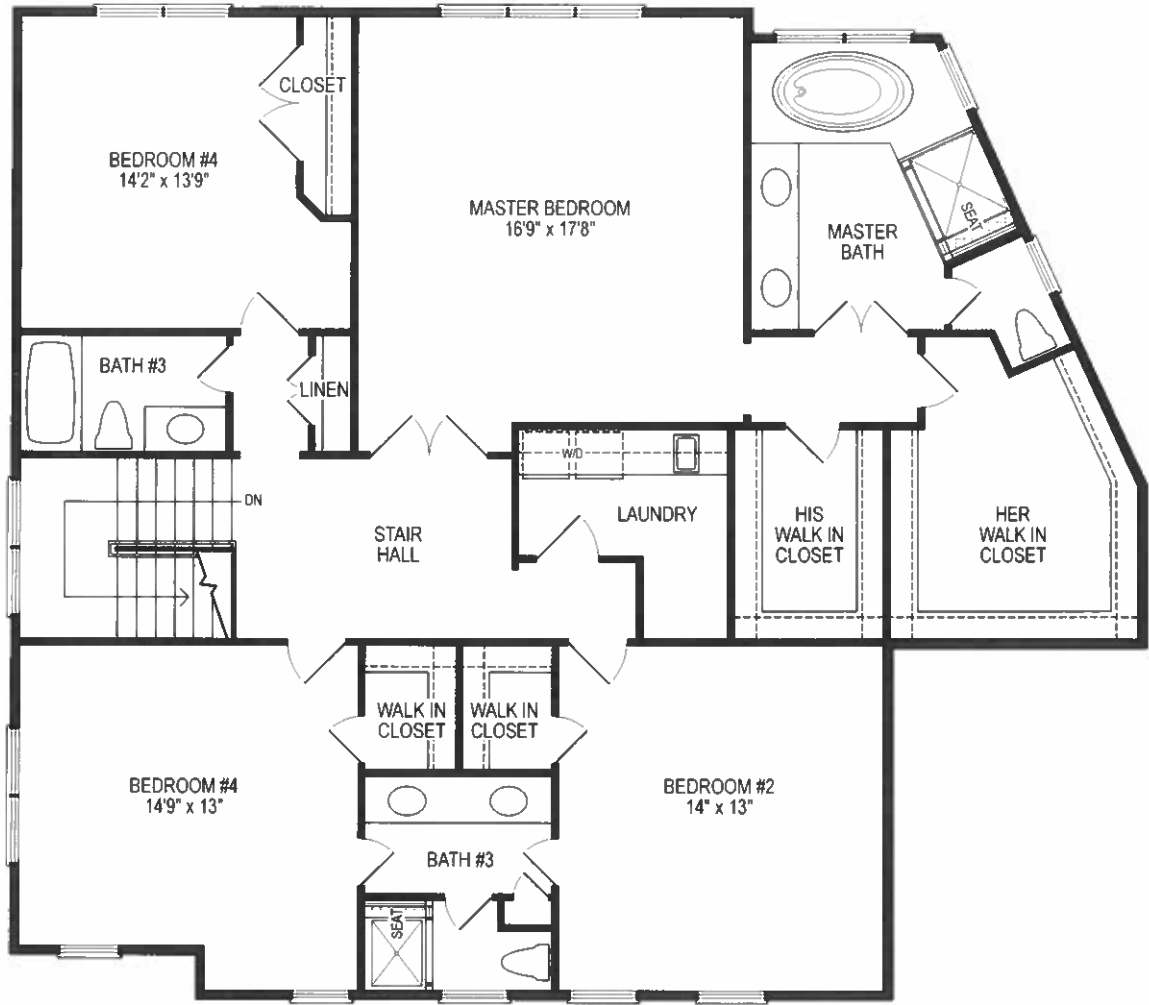 CLOSET
BEDROOM #4
14'2" x 13'9"
MASTER BEDROOM
16'9" x 17'8"
MASTER
BATH
SEAT
BATH #3
LINEN
W/D
DN
STAIR
HALL
LAUNDRY
HIS
WALK IN
CLOSET
HER
WALK IN
CLOSET
WALK IN
CLOSET
WALK IN
CLOSET
BEDROOM #4
14'9" x 13"
BEDROOM #2
14" x 13"
BATH #3
SEAT